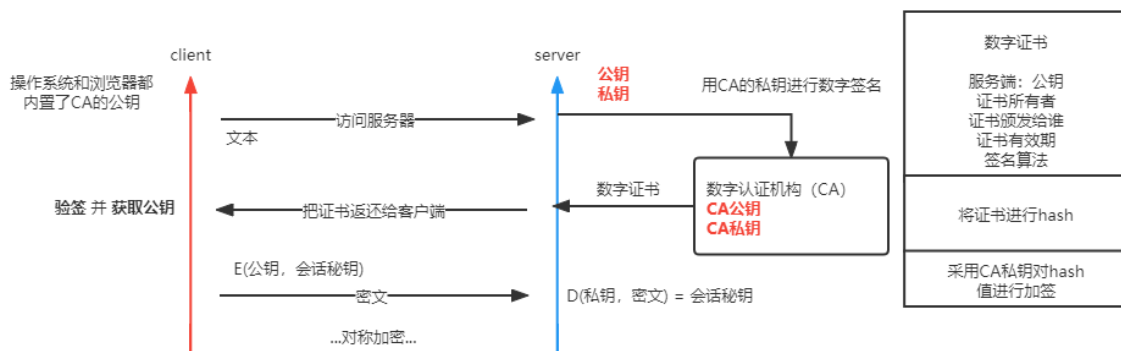 client
server
操作系统和浏览器都
内置了CA的公钥
公钥
私钥
用CA的私钥进行数字签名
访问服务器
文本
数字证书
数字认证机构（CA）
CA公钥
CA私钥
验签 并 获取公钥
把证书返还给客户端
E(公钥，会话秘钥)
密文
D(私钥，密文) = 会话秘钥
...对称加密...
数字证书
服务端：公钥
证书所有者
证书颁发给谁
证书有效期
签名算法
将证书进行hash
采用CA私钥对hash
值进行加签